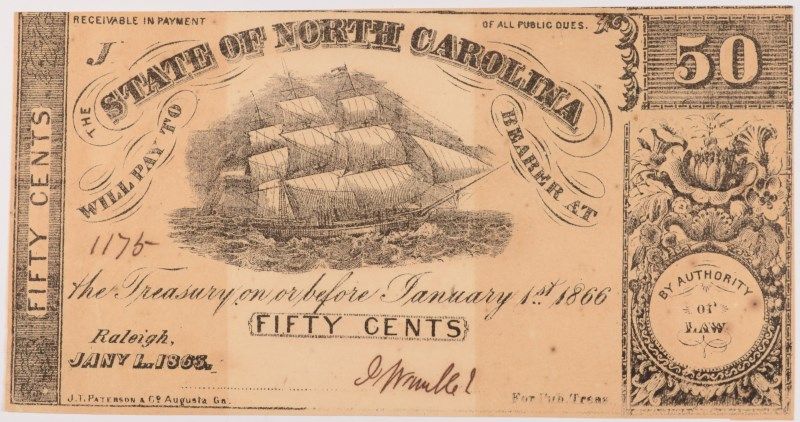 RECEIVABLE IN PAYMENT OF ALL PUBLIC DUES.
J
THE STATE OF NORTH CAROLINA
50
WILL PAY TO BEARER AT
FIFTY CENTS
1175
the Treasury on or before January 1st. 1866
FIFTY CENTS
BY AUTHORITY
OF
LAW
Raleigh,
JANY 1st. 1863.
For Pub. Treas
J.T. PATERSON & Co Augusta Ga.